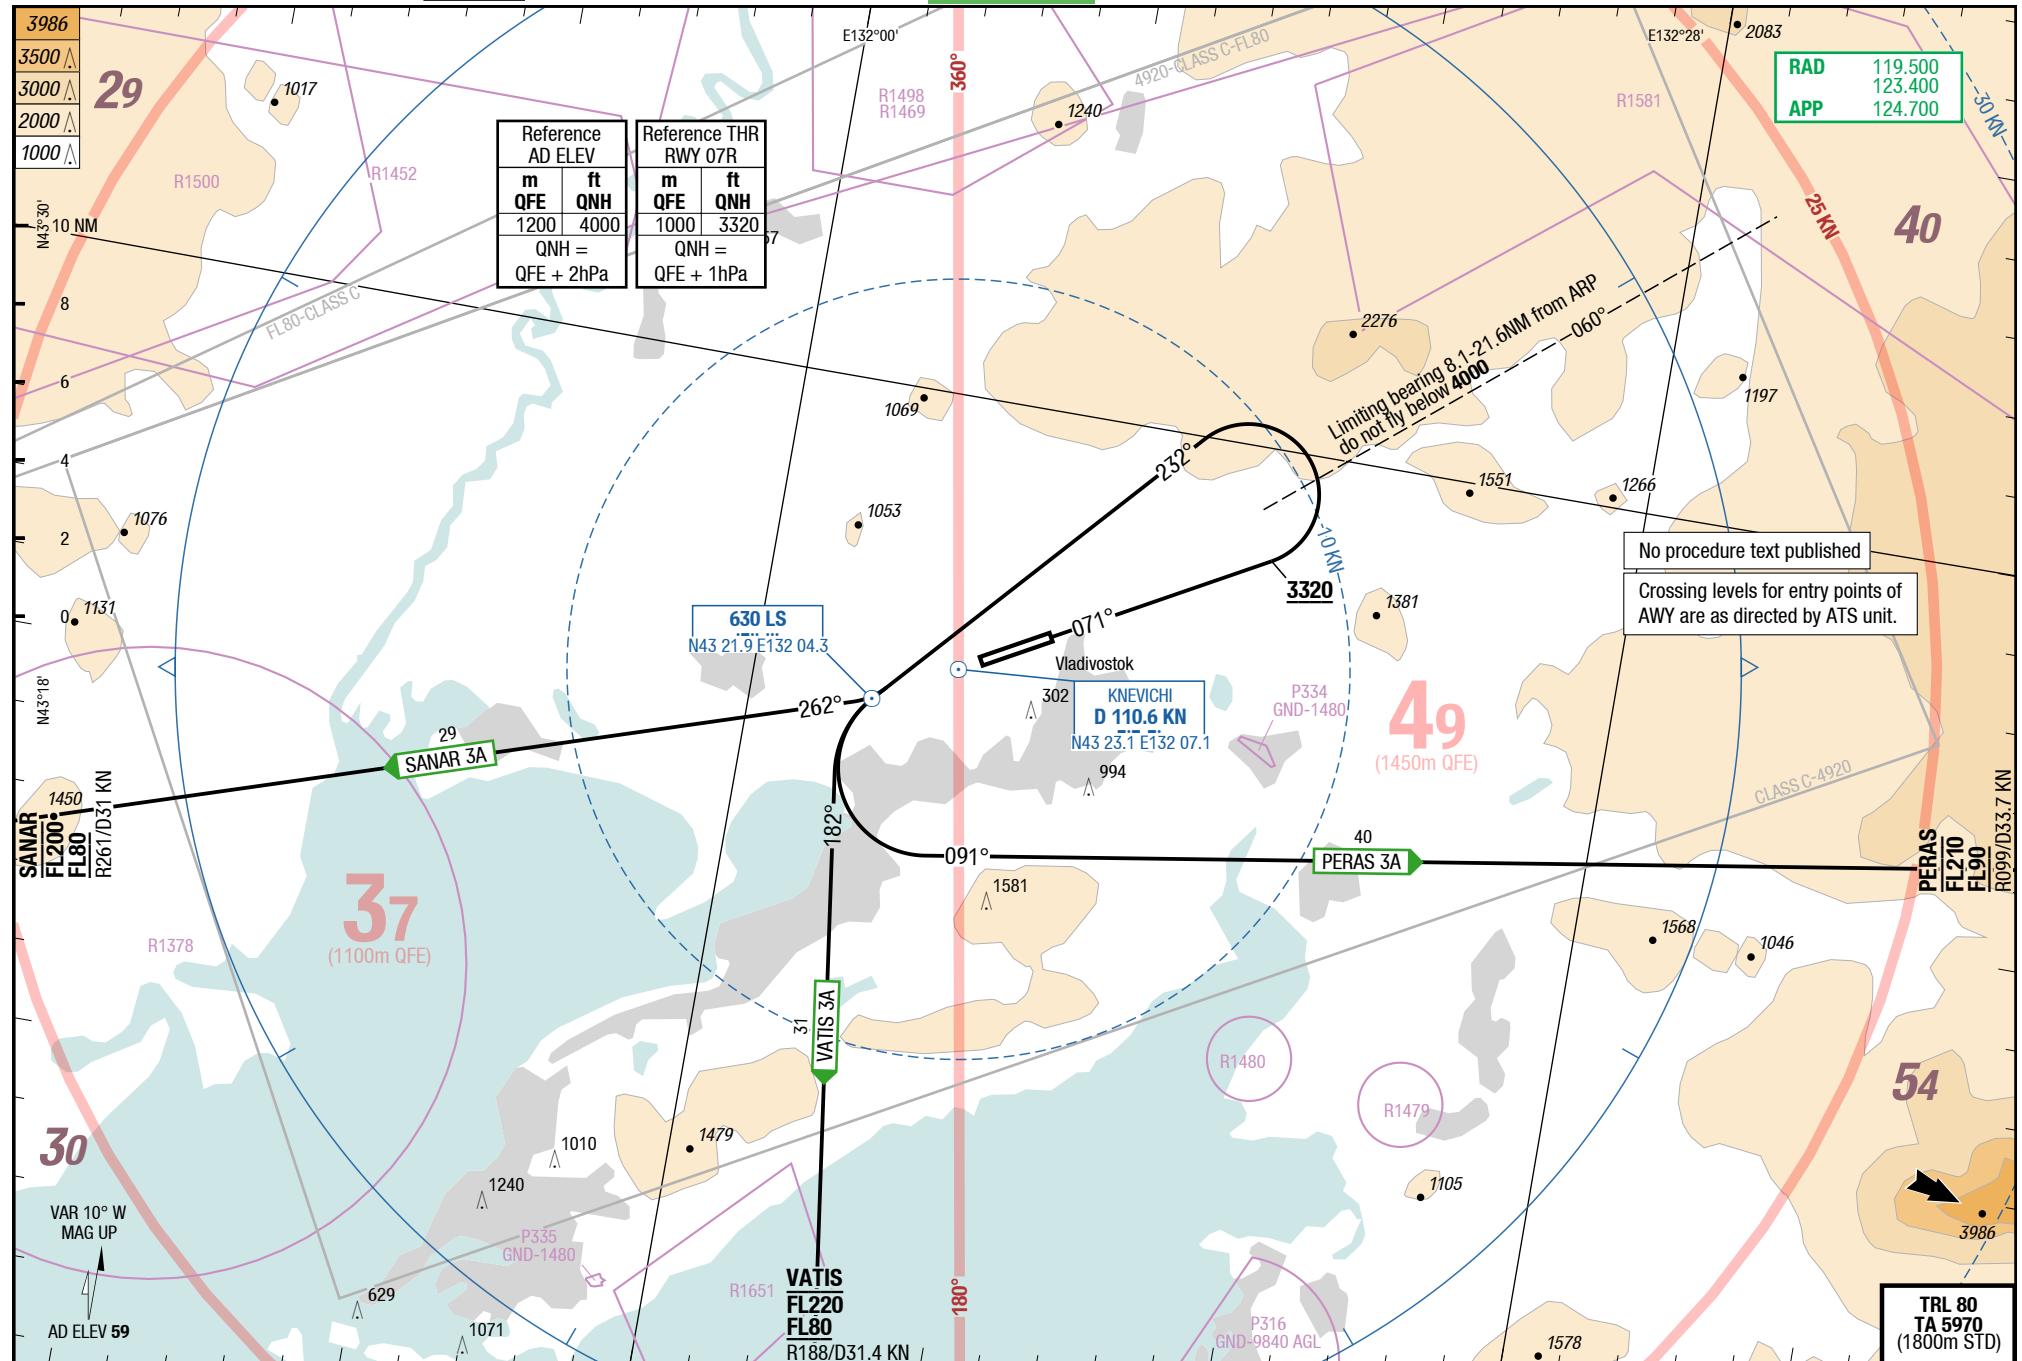 3986
3500
3000
2000
1000
29
1017
R1500
R1452
N43°30'
10 NM
8
6
4
2
0
N43°18'
FL80-CLASS C
Reference
AD ELEV
m ft
QFE QNH
1200 4000
QNH =
QFE + 2hPa
Reference THR
RWY 07R
m ft
QFE QNH
1000 3320
QNH =
QFE + 1hPa
57
E132°00'
R1498
R1469
360°
1240
4920-CLASS C-FL80
E132°28'
2083
R1581
RAD 119.500
123.400
APP 124.700
30 KN
25 KN
40
2276
Limiting bearing 8.1-21.6NM from ARP
do not fly below 4000
060°
1197
1069
232°
1551
1266
1053
1076
1131
10 KN
No procedure text published
Crossing levels for entry points of
AWY are as directed by ATS unit.
3320
1381
071°
630 LS
N43 21.9 E132 04.3
Vladivostok
302
KNEVICHI
D 110.6 KN
N43 23.1 E132 07.1
P334
GND-1480
49
(1450m QFE)
262°
29
SANAR 3A
994
CLASS C-4920
1450
SANAR
FL200
FL80
R261/D31 KN
182°
091°
40
PERAS 3A
PERAS
FL210
FL90
R099/D33.7 KN
37
(1100m QFE)
R1378
1581
1568
1046
31
VATIS 3A
R1480
R1479
54
30
1010
1479
1240
1105
3986
VAR 10° W
MAG UP
AD ELEV 59
P335
GND-1480
629
1071
R1651
VATIS
FL220
FL80
R188/D31.4 KN
180°
P316
GND-9840 AGL
1578
TRL 80
TA 5970
(1800m STD)